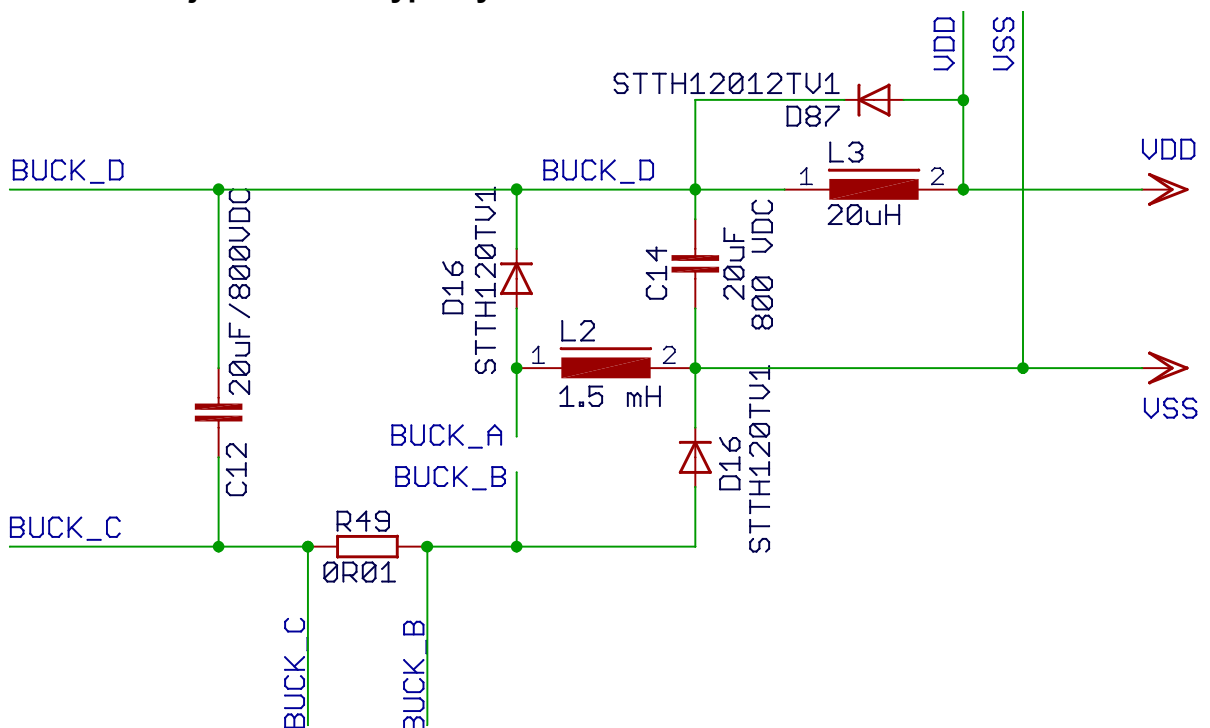 VDD
VSS
STTH12012TV1
D87
VDD
BUCK_D
BUCK_D
L3
1
2
20uH
20uF/800VDC
C12
D16
STTH120TV1
C14
20uF
800 VDC
L2
1
2
1.5 mH
VSS
BUCK_A
BUCK_B
D16
STTH120TV1
BUCK_C
R49
0R01
BUCK_C
BUCK_B